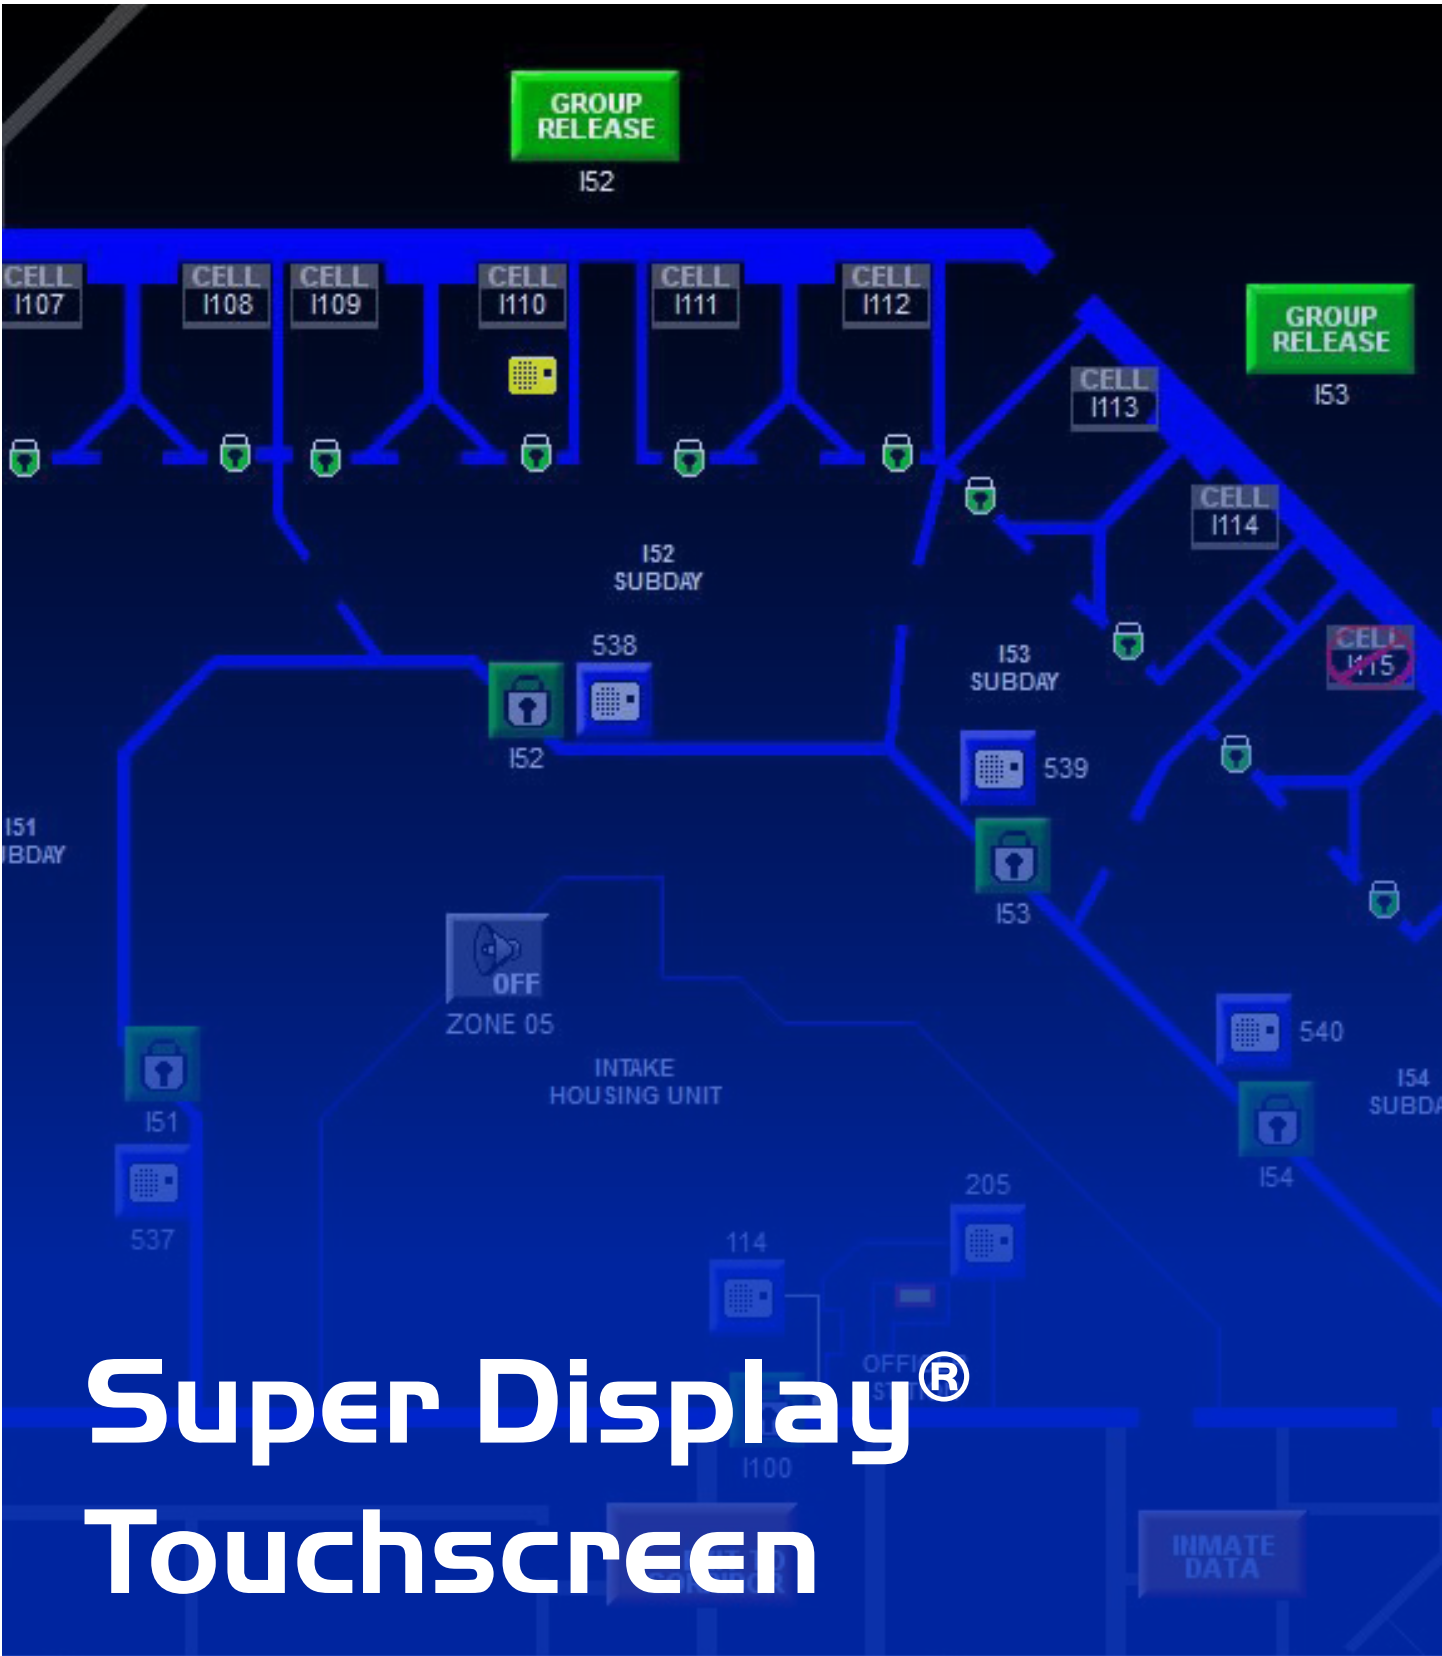 GROUP
RELEASE
I52
CELL
I107
CELL
I108
CELL
I109
CELL
I110
CELL
I111
CELL
I112
GROUP
RELEASE
I53
CELL
I113
CELL
I114
CELL
I115
I52
SUBDAY
538
I52
I53
SUBDAY
539
I53
I51
UBDAY
OFF
ZONE 05
INTAKE
HOUSING UNIT
I51
537
540
I54
SUBDA
I54
205
114
Super Display®
I100
Touchscreen
INMATE
DATA